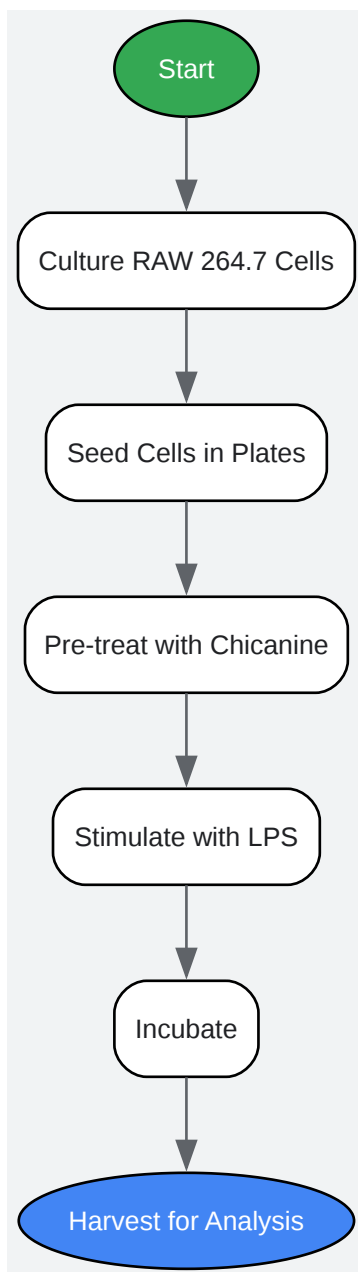 Start
Culture RAW 264.7 Cells
Seed Cells in Plates
Pre-treat with Chicanine
Stimulate with LPS
Incubate
Harvest for Analysis